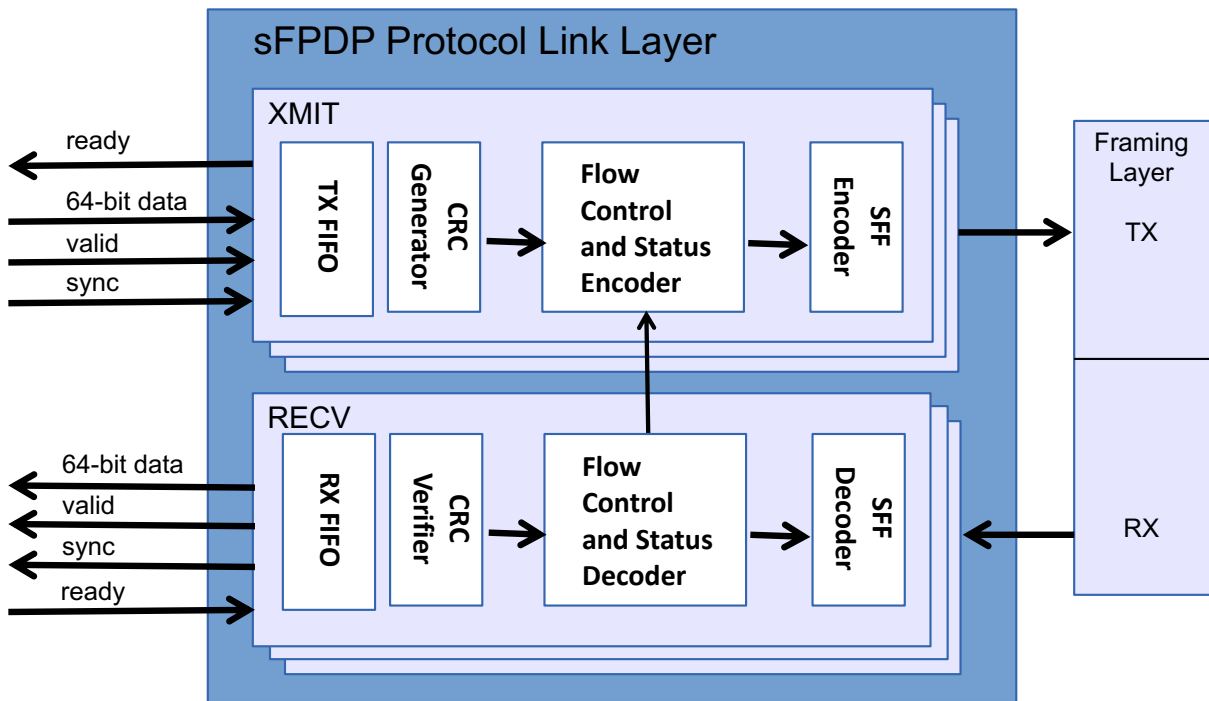 sFPDP Protocol Link Layer
XMIT
ready
64-bit data
valid
sync
TX FIFO
CRC
Generator
Flow
Control
and Status
Encoder
SFF
Encoder
Framing
Layer
TX
RECV
64-bit data
valid
sync
ready
RX FIFO
CRC
Verifier
Flow
Control
and Status
Decoder
SFF
Decoder
RX